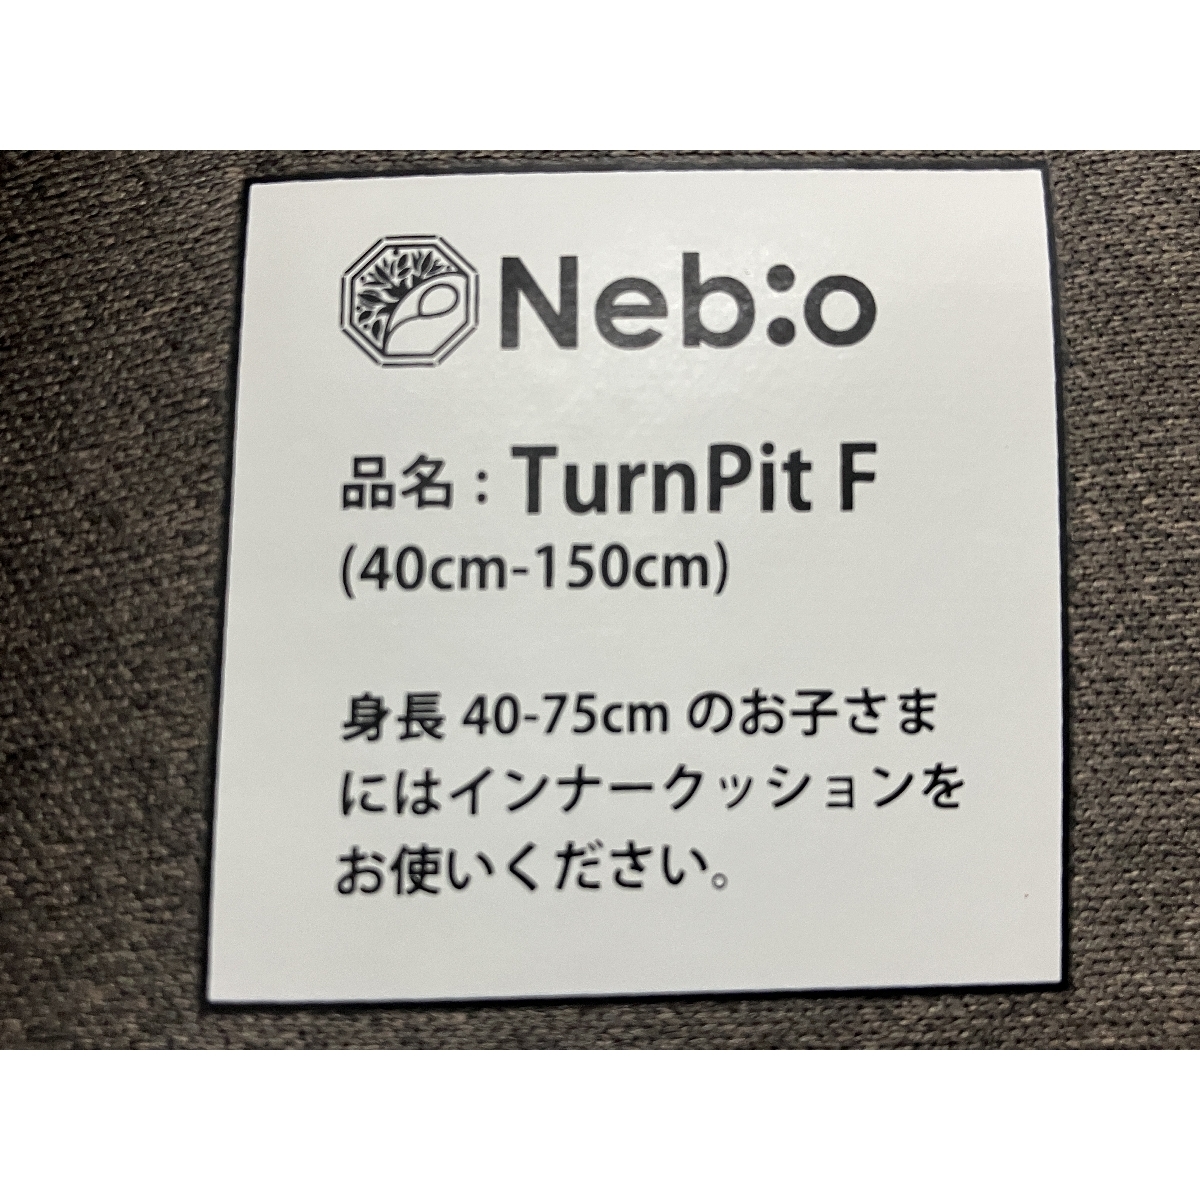 Neb:o
品名：TurnPit F
(40cm-150cm)
身長 40-75cm のお子さま
にはインナークッションを
お使いください。